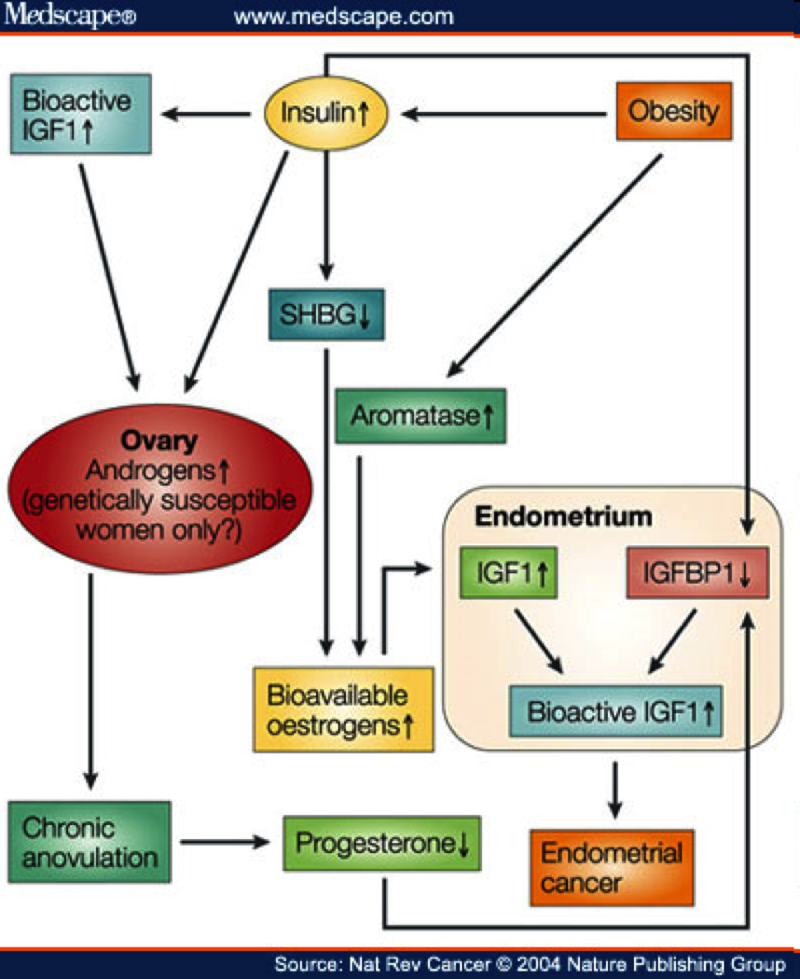 Medscape® www.medscape.com
Bioactive
IGF1↑
Insulin↑
Obesity
SHBG↓
Aromatase↑
Ovary
Androgens↑
(genetically susceptible
women only?)
Endometrium
IGF1↑
IGFBP1↓
Bioactive IGF1↑
Bioavailable
oestrogens↑
Chronic
anovulation
Progesterone↓
Endometrial
cancer
Source: Nat Rev Cancer © 2004 Nature Publishing Group